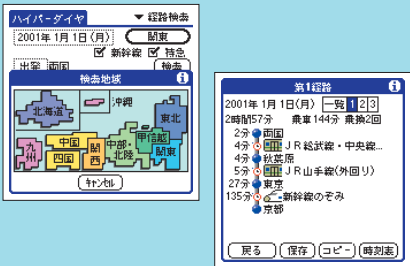 ハイパーダイヤ ▼ 経路検索
2001年 1月 1日(月) 関東
新幹線 特急
出発 両国 検索
検索地域
北海道
沖縄
東北
九州
中国
四国
関西
中部・北陸
甲信越
関東
キャンセル
第1経路
2001年 1月 1日(月) 一覧 1 2 3
2時間57分 乗車144分 乗換2回
2分 両国
4分 JR総武線・中央線...
4分 秋葉原
5分 JR山手線(外回り)
27分 東京
135分 新幹線のぞみ
京都
戻る 保存 コピー 時刻表